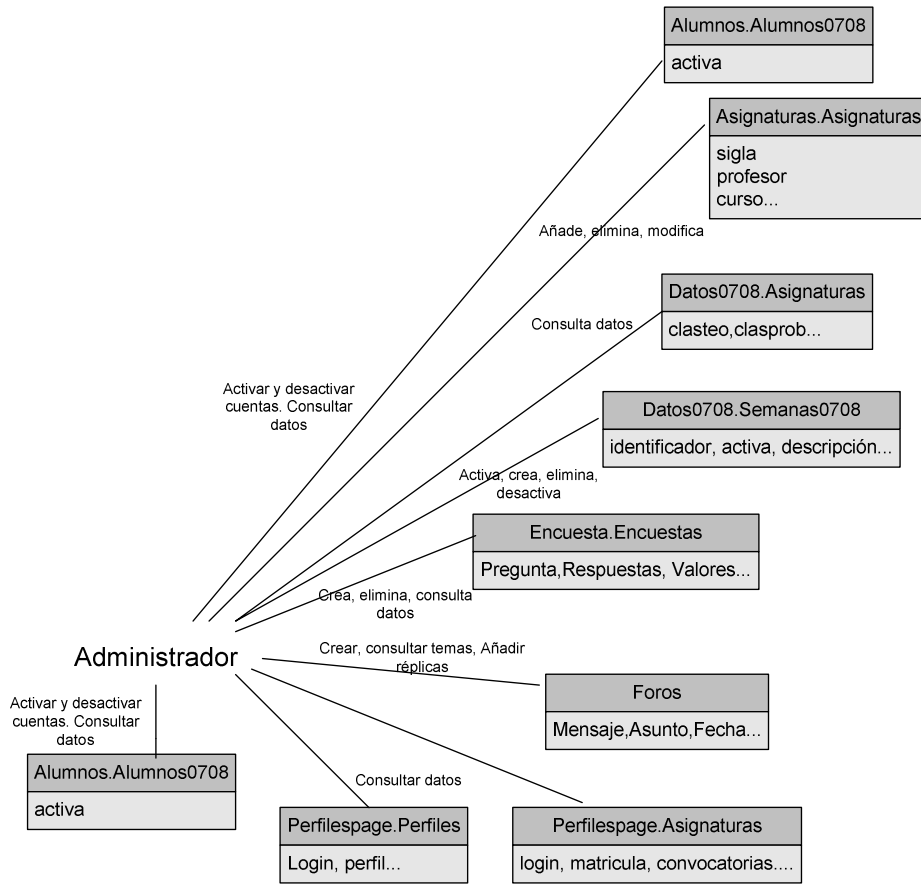 Alumnos.Alumnos0708
activa
Asignaturas.Asignaturas
sigla
profesor
curso...
Añade, elimina, modifica
Datos0708.Asignaturas
clasteo,clasprob...
Consulta datos
Activar y desactivar
cuentas. Consultar
datos
Datos0708.Semanas0708
identificador, activa, descripción...
Activa, crea, elimina,
desactiva
Encuesta.Encuestas
Pregunta,Respuestas, Valores...
Crea, elimina, consulta
datos
Administrador
Crear, consultar temas, Añadir
réplicas
Foros
Mensaje,Asunto,Fecha...
Activar y desactivar
cuentas. Consultar
datos
Alumnos.Alumnos0708
activa
Consultar datos
Perfilespage.Perfiles
Login, perfil...
Perfilespage.Asignaturas
login, matricula, convocatorias....